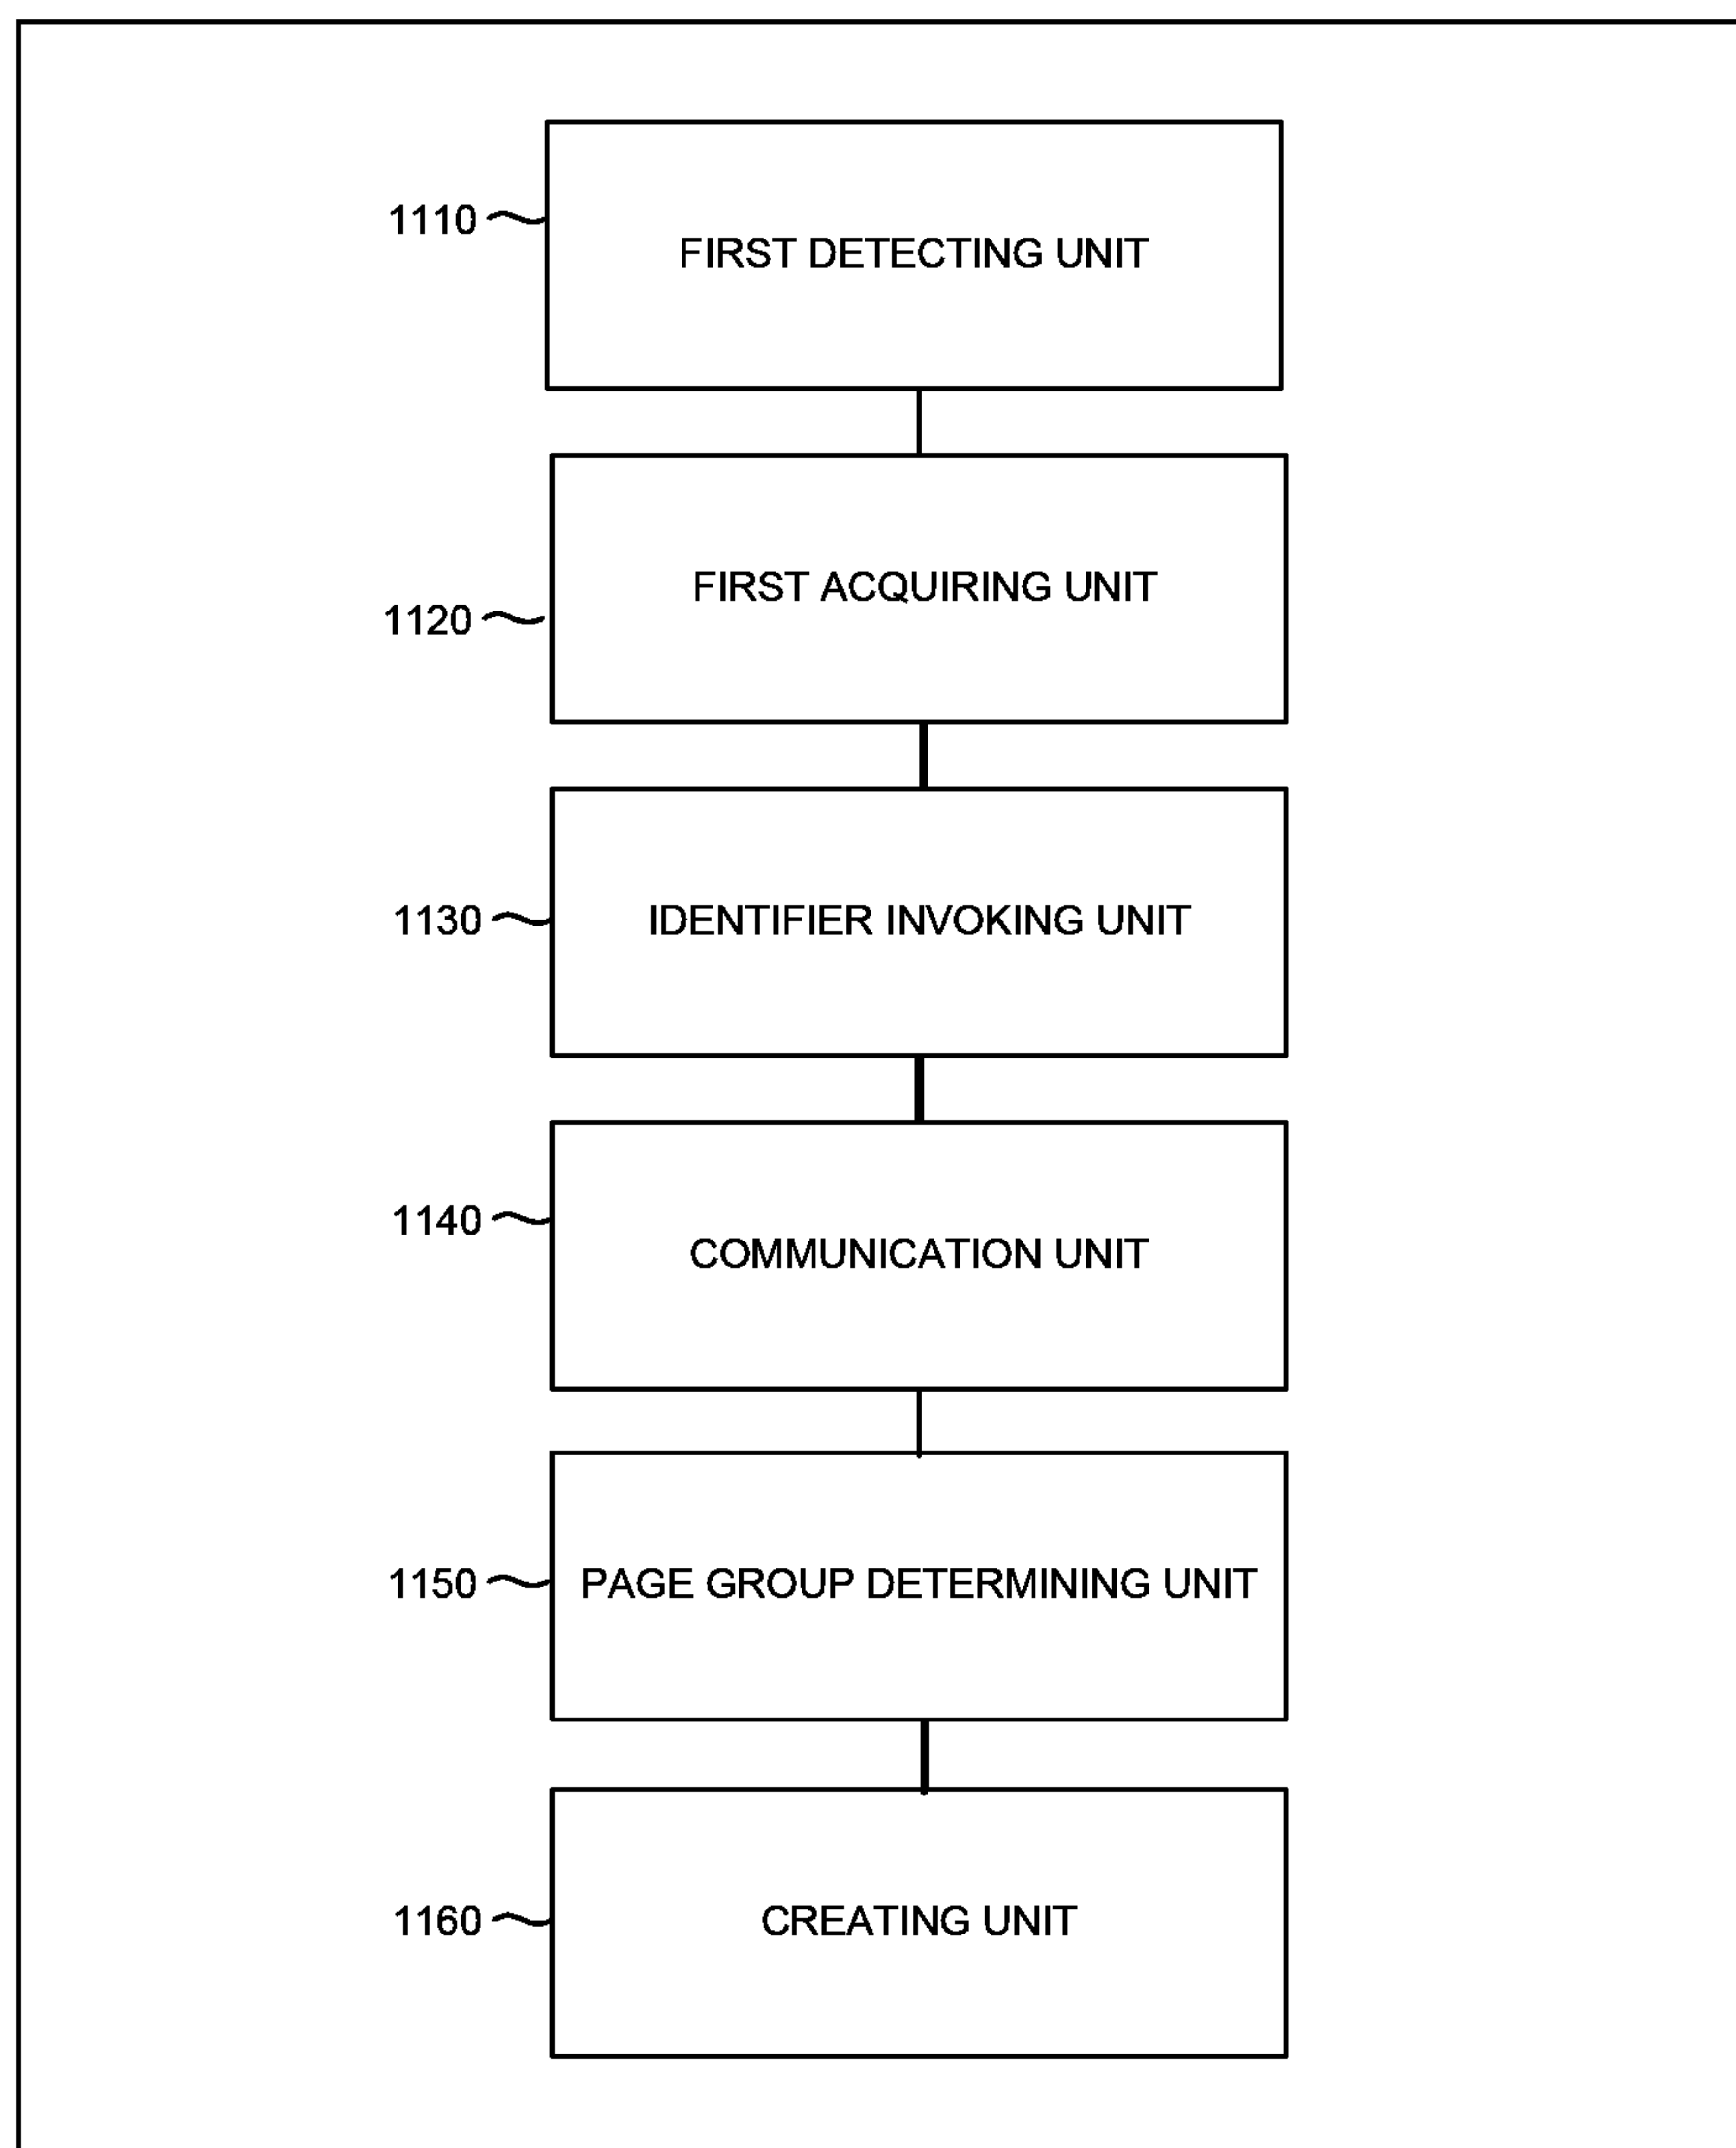 1110
FIRST DETECTING UNIT
FIRST ACQUIRING UNIT
1120
1130
IDENTIFIER INVOKING UNIT
1140
COMMUNICATION UNIT
1150
PAGE GROUP DETERMINING UNIT
1160
CREATING UNIT